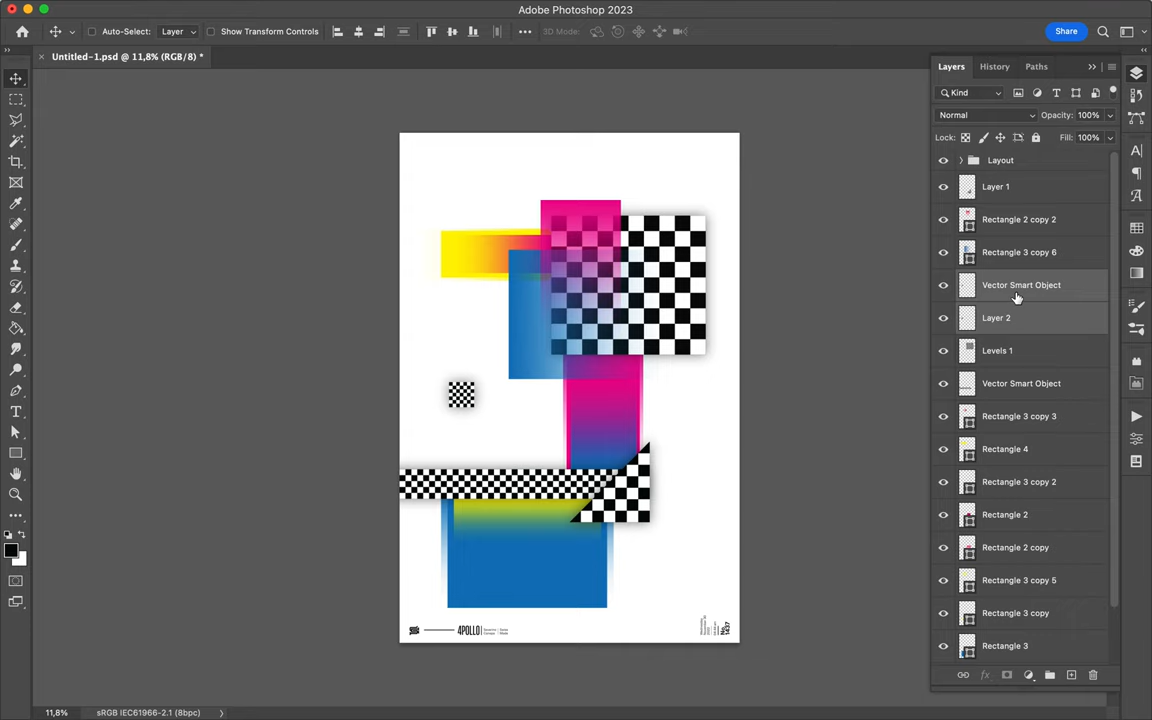 Adobe Photoshop 2023
Auto-Select: Layer Show Transform Controls 3D Mode: Share
Untitled-1.psd @ 11,8% (RGB/8) *
Layers History Paths
Kind
Normal Opacity: 100%
Lock: Fill: 100%
Layout
Layer 1
Rectangle 2 copy 2
Rectangle 3 copy 6
Vector Smart Object
Layer 2
Levels 1
Vector Smart Object
Rectangle 3 copy 3
Rectangle 4
Rectangle 3 copy 2
Rectangle 2
Rectangle 2 copy
Rectangle 3 copy 5
Rectangle 3 copy
Rectangle 3
4POLLO
No. 1437
11,8% sRGB IEC61966-2.1 (8bpc)